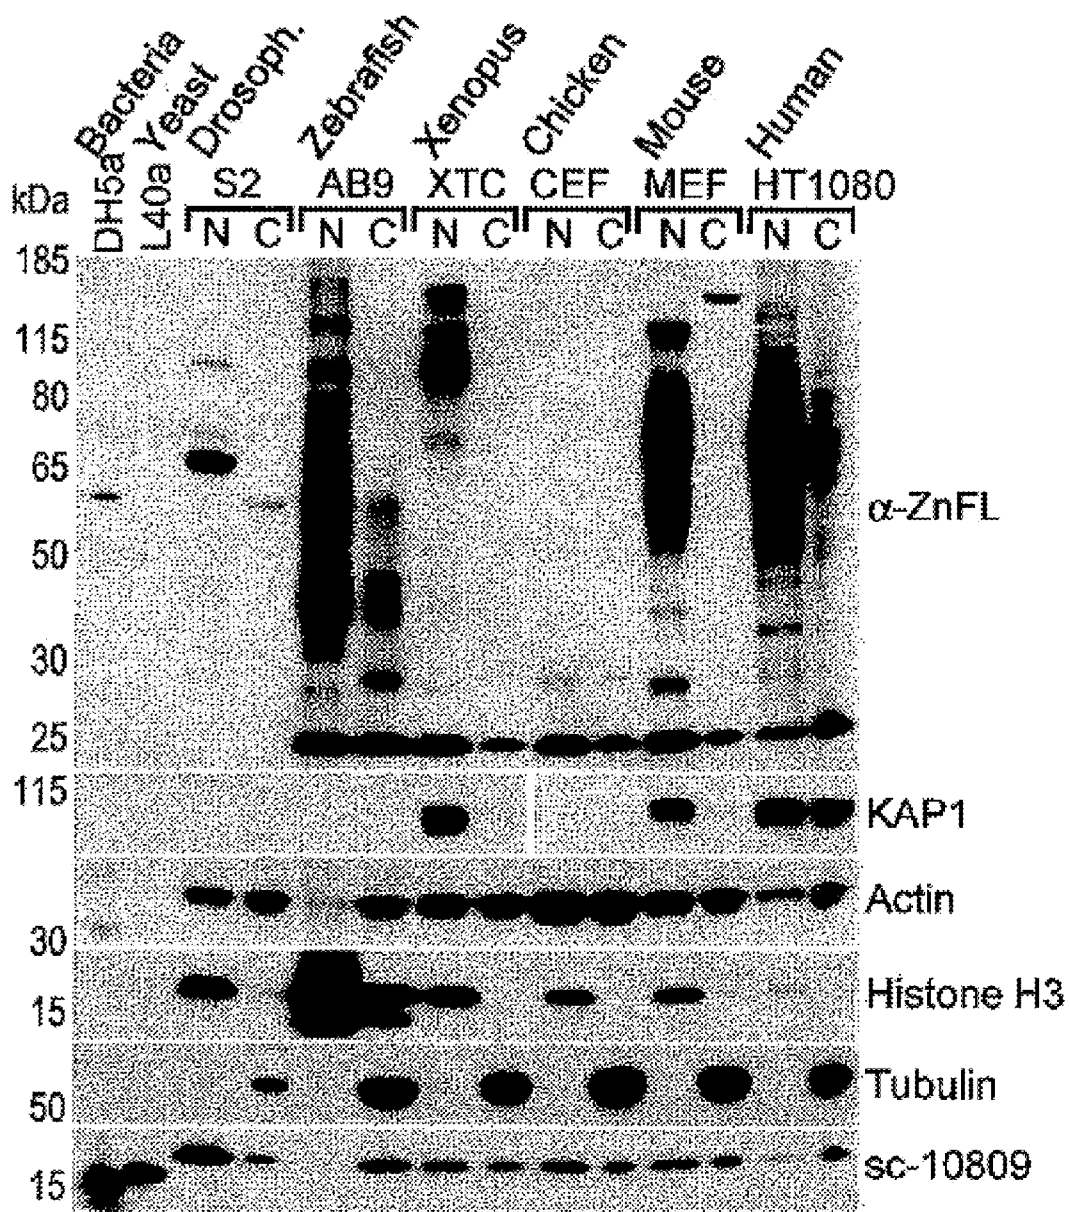 Bacteria Yeast Drosoph. Zebrafish Xenopus Chicken Mouse Human
kDa DH5a L40a S2 AB9 XTC CEF MEF HT1080
N C N C N C N C N C N C
185
115
80
65
α-ZnFL
50
30
25
115
KAP1
Actin
30
Histone H3
15
Tubulin
50
sc-10809
15